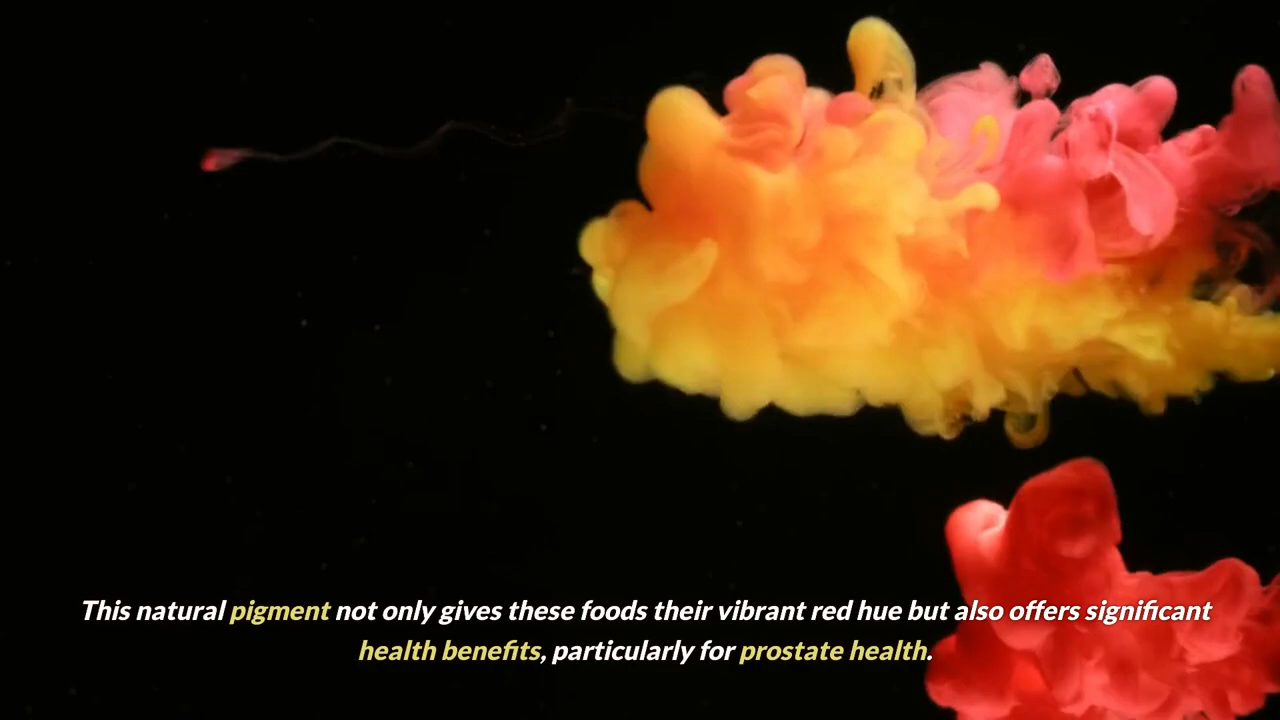 This natural pigment not only gives these foods their vibrant red hue but also offers significant
health benefits, particularly for prostate health.